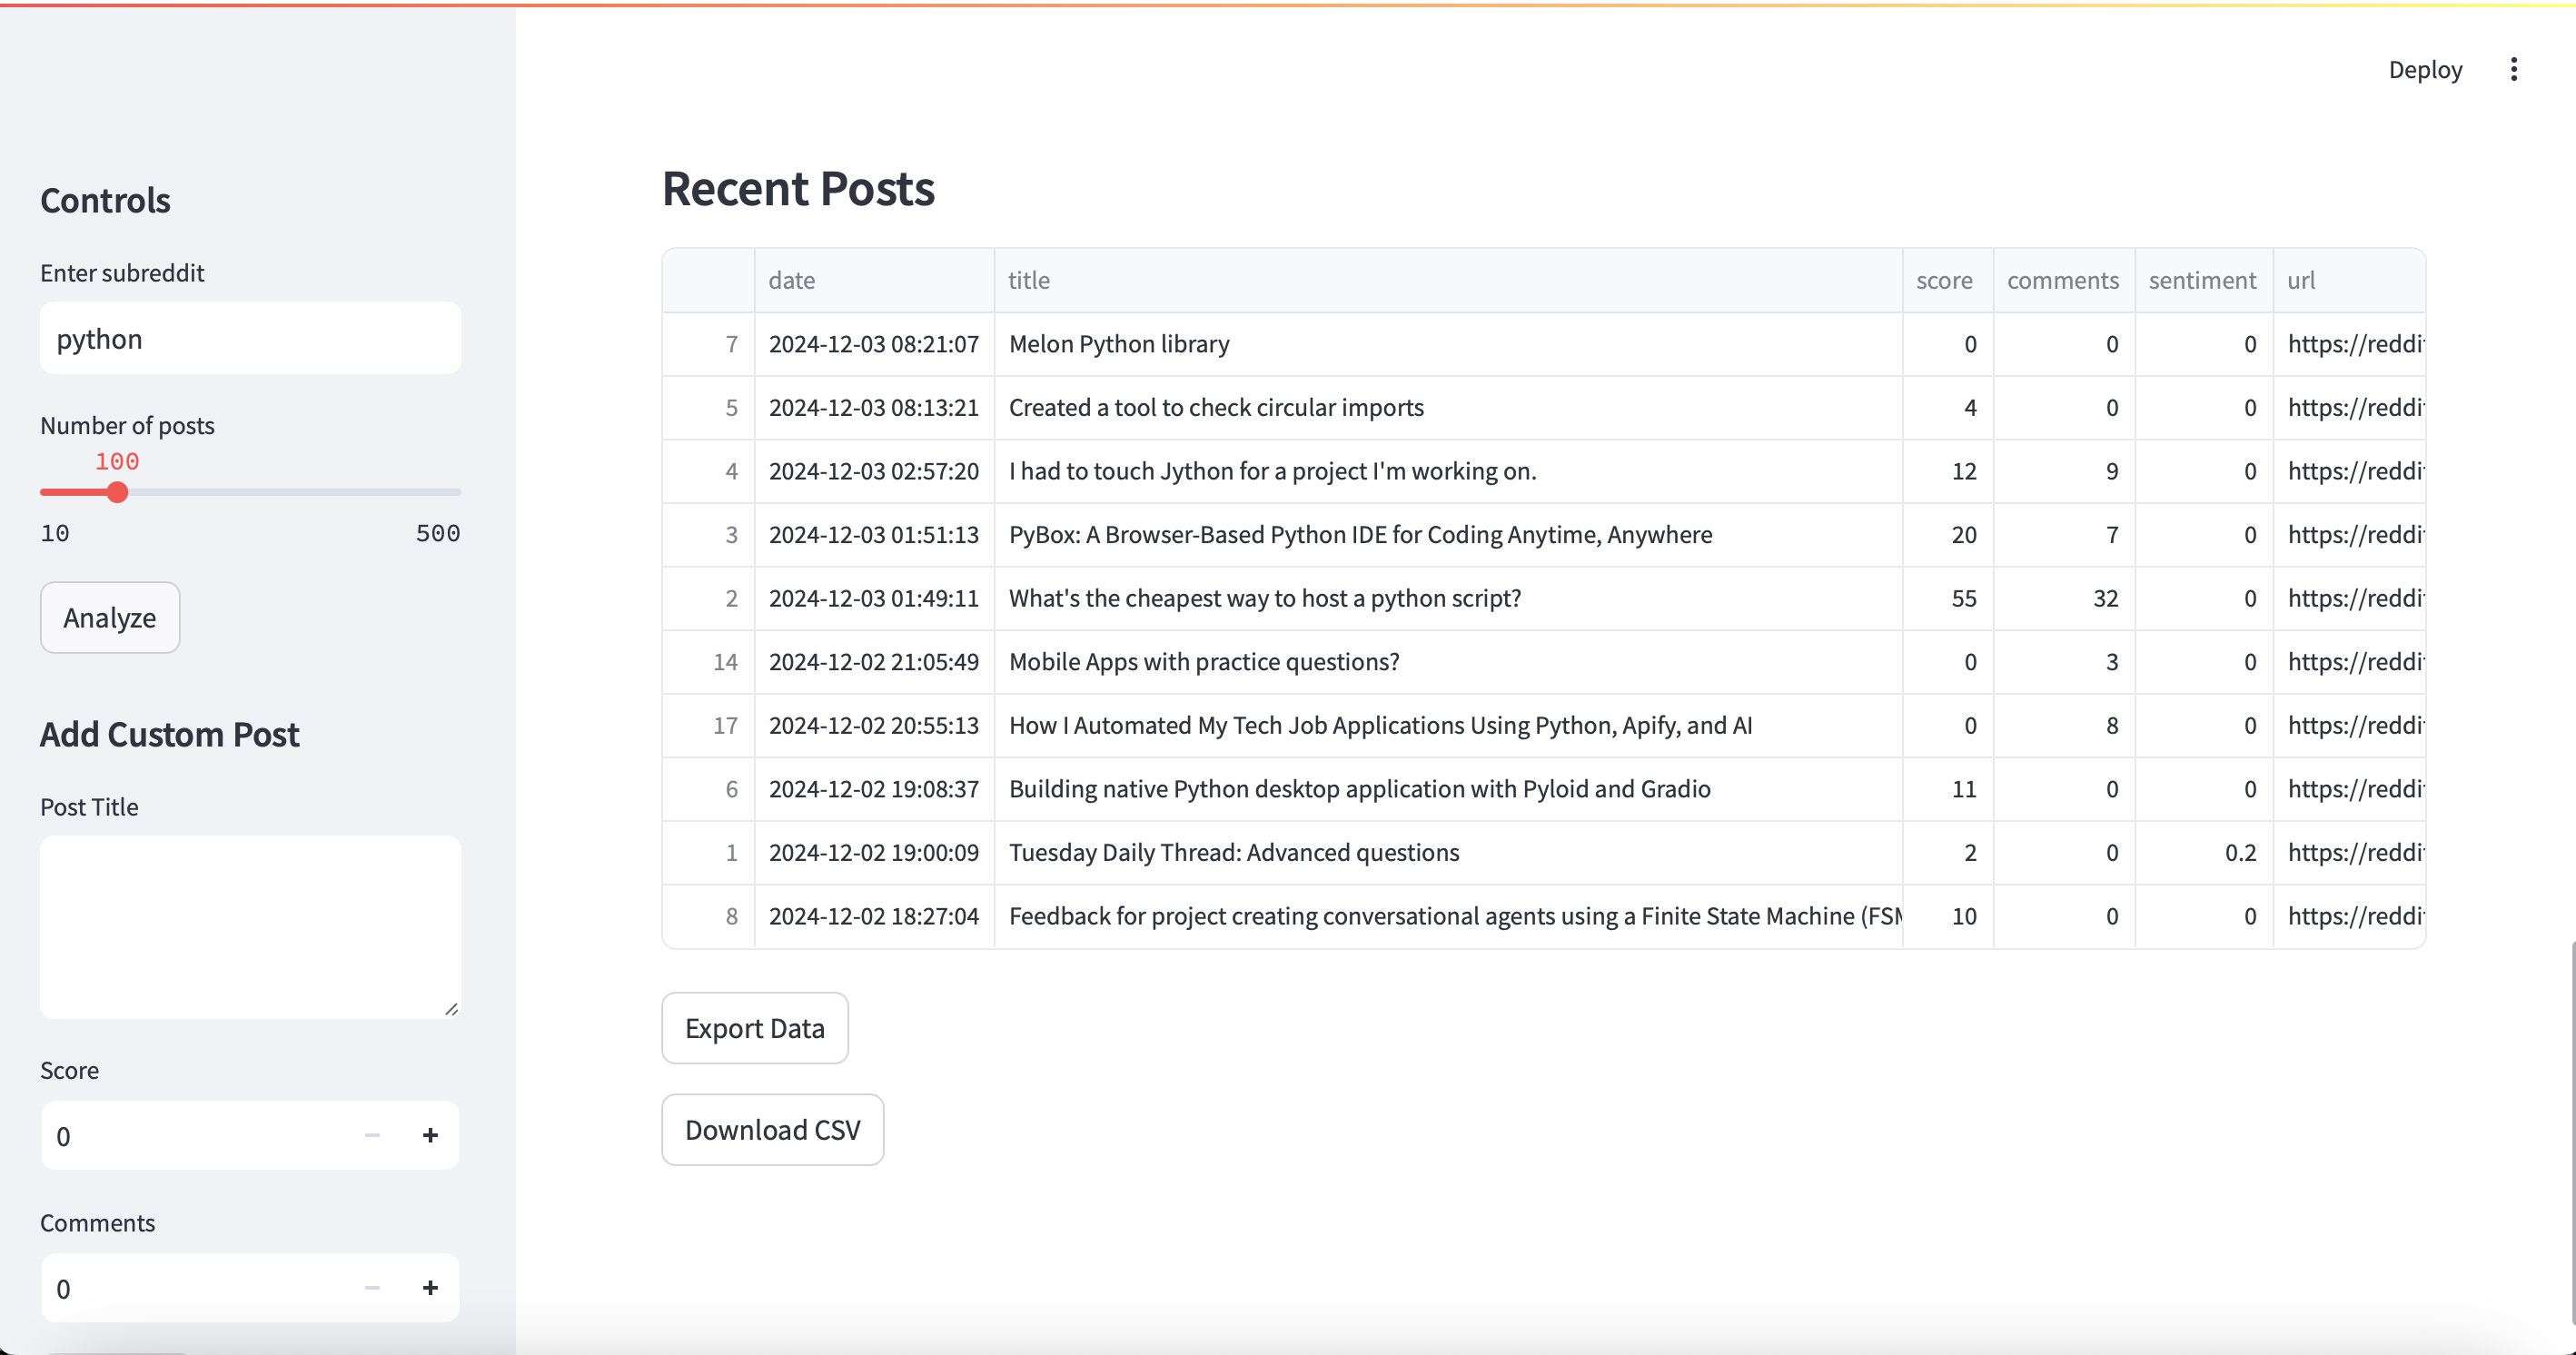 Deploy
Controls
Enter subreddit
python
Number of posts
100
10 500
Analyze
Add Custom Post
Post Title
Score
0
Comments
0
Recent Posts
date title score comments sentiment url
7 2024-12-03 08:21:07 Melon Python library 0 0 0 https://reddi
5 2024-12-03 08:13:21 Created a tool to check circular imports 4 0 0 https://reddi
4 2024-12-03 02:57:20 I had to touch Jython for a project I'm working on. 12 9 0 https://reddi
3 2024-12-03 01:51:13 PyBox: A Browser-Based Python IDE for Coding Anytime, Anywhere 20 7 0 https://reddi
2 2024-12-03 01:49:11 What's the cheapest way to host a python script? 55 32 0 https://reddi
14 2024-12-02 21:05:49 Mobile Apps with practice questions? 0 3 0 https://reddi
17 2024-12-02 20:55:13 How I Automated My Tech Job Applications Using Python, Apify, and AI 0 8 0 https://reddi
6 2024-12-02 19:08:37 Building native Python desktop application with Pyloid and Gradio 11 0 0 https://reddi
1 2024-12-02 19:00:09 Tuesday Daily Thread: Advanced questions 2 0 0.2 https://reddi
8 2024-12-02 18:27:04 Feedback for project creating conversational agents using a Finite State Machine (FSM 10 0 0 https://reddi
Export Data
Download CSV